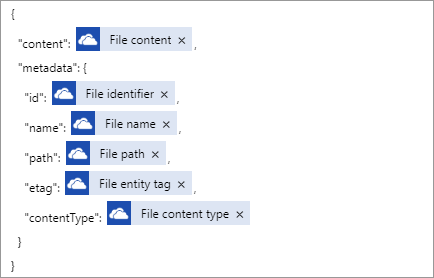 {
"content": File content × ,
"metadata": {
"id": File identifier × ,
"name": File name × ,
"path": File path × ,
"etag": File entity tag × ,
"contentType": File content type ×
}
}